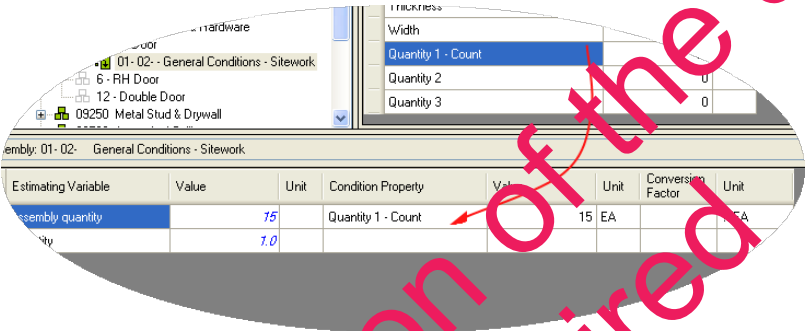 Thickness
Hardware
Width
Door
Quantity 1 - Count
01- 02- - General Conditions - Sitework
6 - RH Door
Quantity 2
0
12 - Double Door
Quantity 3
0
09250 Metal Stud & Drywall
embly: 01- 02- General Conditions - Sitework
Estimating Variable Value Unit Condition Property Unit Conversion Factor Unit
ssembly quantity 15 Quantity 1 - Count 15 EA EA
1.0
on of the
ired